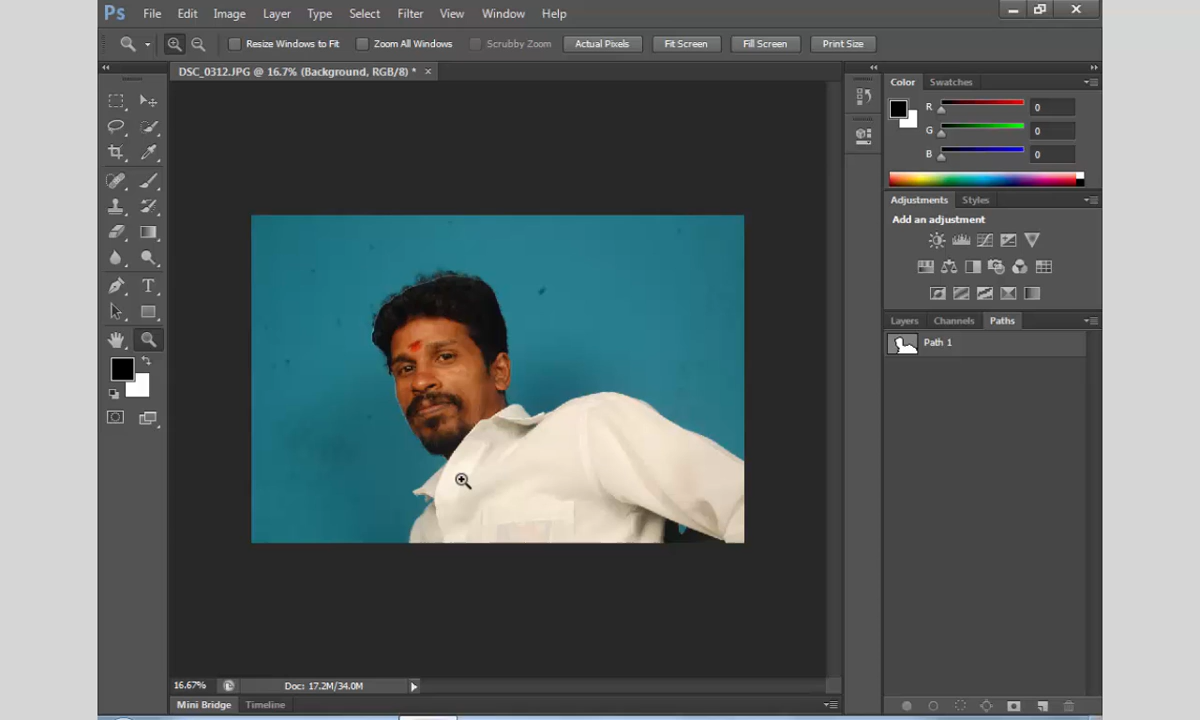 Ps File Edit Image Layer Type Select Filter View Window Help
Resize Windows to Fit Zoom All Windows Scrubby Zoom Actual Pixels Fit Screen Fill Screen Print Size
DSC_0312.JPG @ 16.7% (Background, RGB/8) * ×
Color Swatches
R 0
G 0
B 0
Adjustments Styles
Add an adjustment
Layers Channels Paths
Path 1
16.67% Doc: 17.2M/34.0M
Mini Bridge Timeline